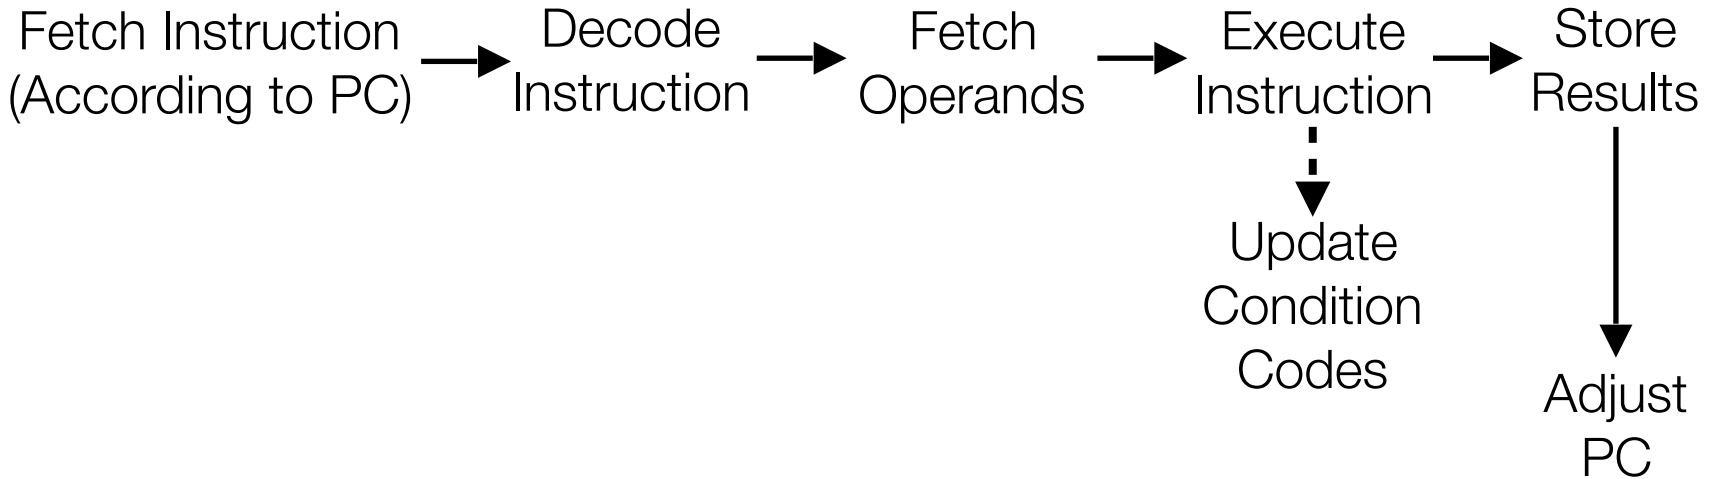 Fetch Instruction
(According to PC)
Decode
Instruction
Fetch
Operands
Execute
Instruction
Store
Results
Update
Condition
Codes
Adjust
PC